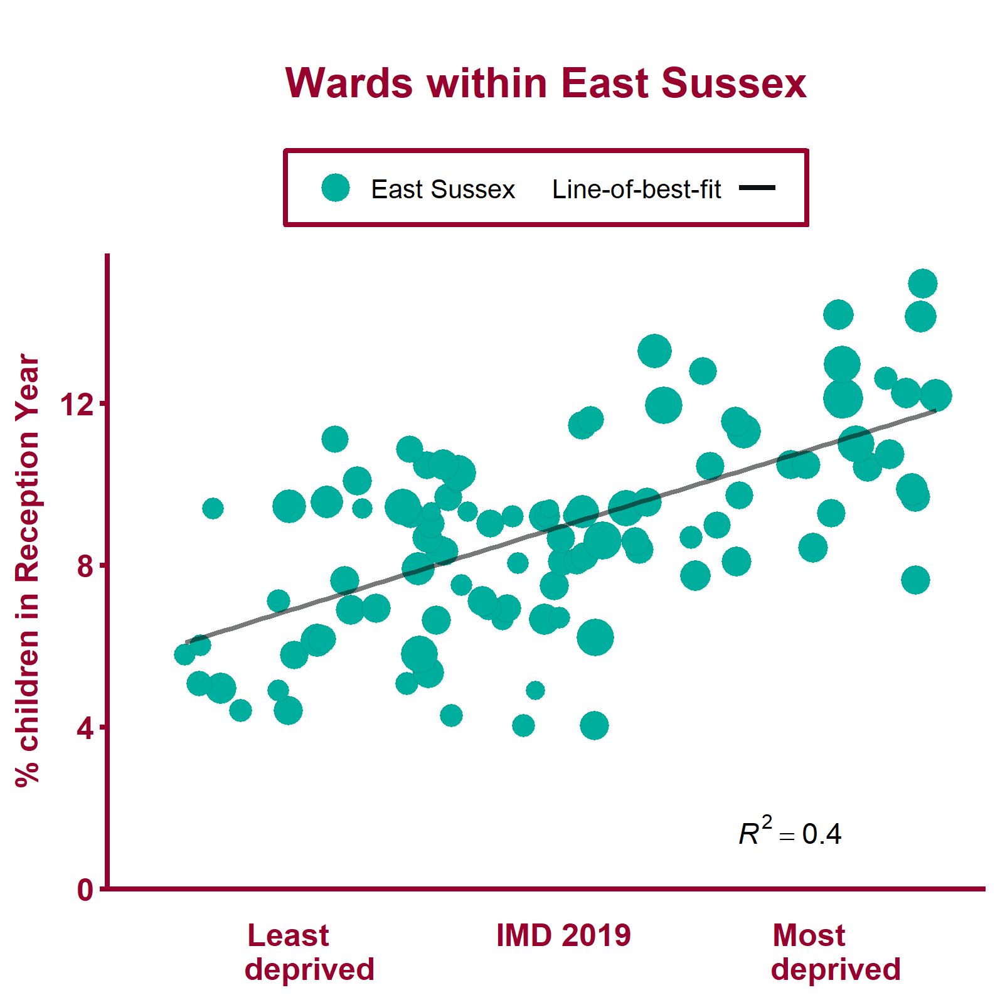 Wards within East Sussex
East Sussex Line-of-best-fit
% children in Reception Year
12
8
4
0
R² = 0.4
Least deprived
IMD 2019
Most deprived